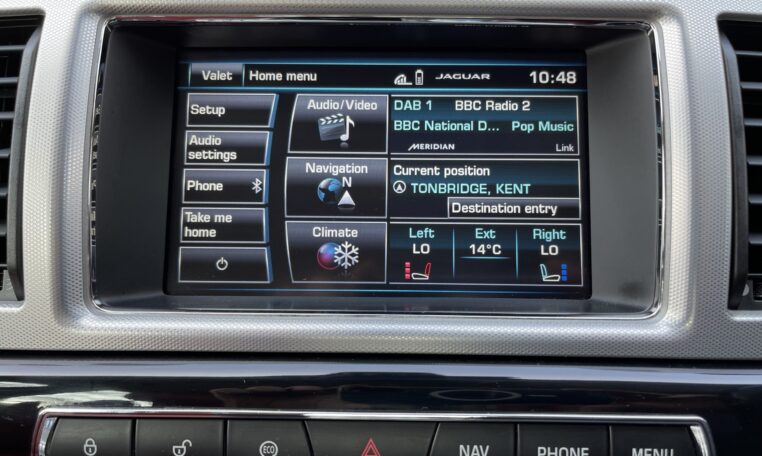 Valet Home menu JAGUAR 10:48
Setup
Audio
settings
Phone
Take me
home
Audio/Video
Navigation
N
Climate
DAB 1 BBC Radio 2
BBC National D... Pop Music
MERIDIAN Link
Current position
TONBRIDGE, KENT
Destination entry
Left Ext Right
LO 14°C LO
ECO NAV PHONE MENU